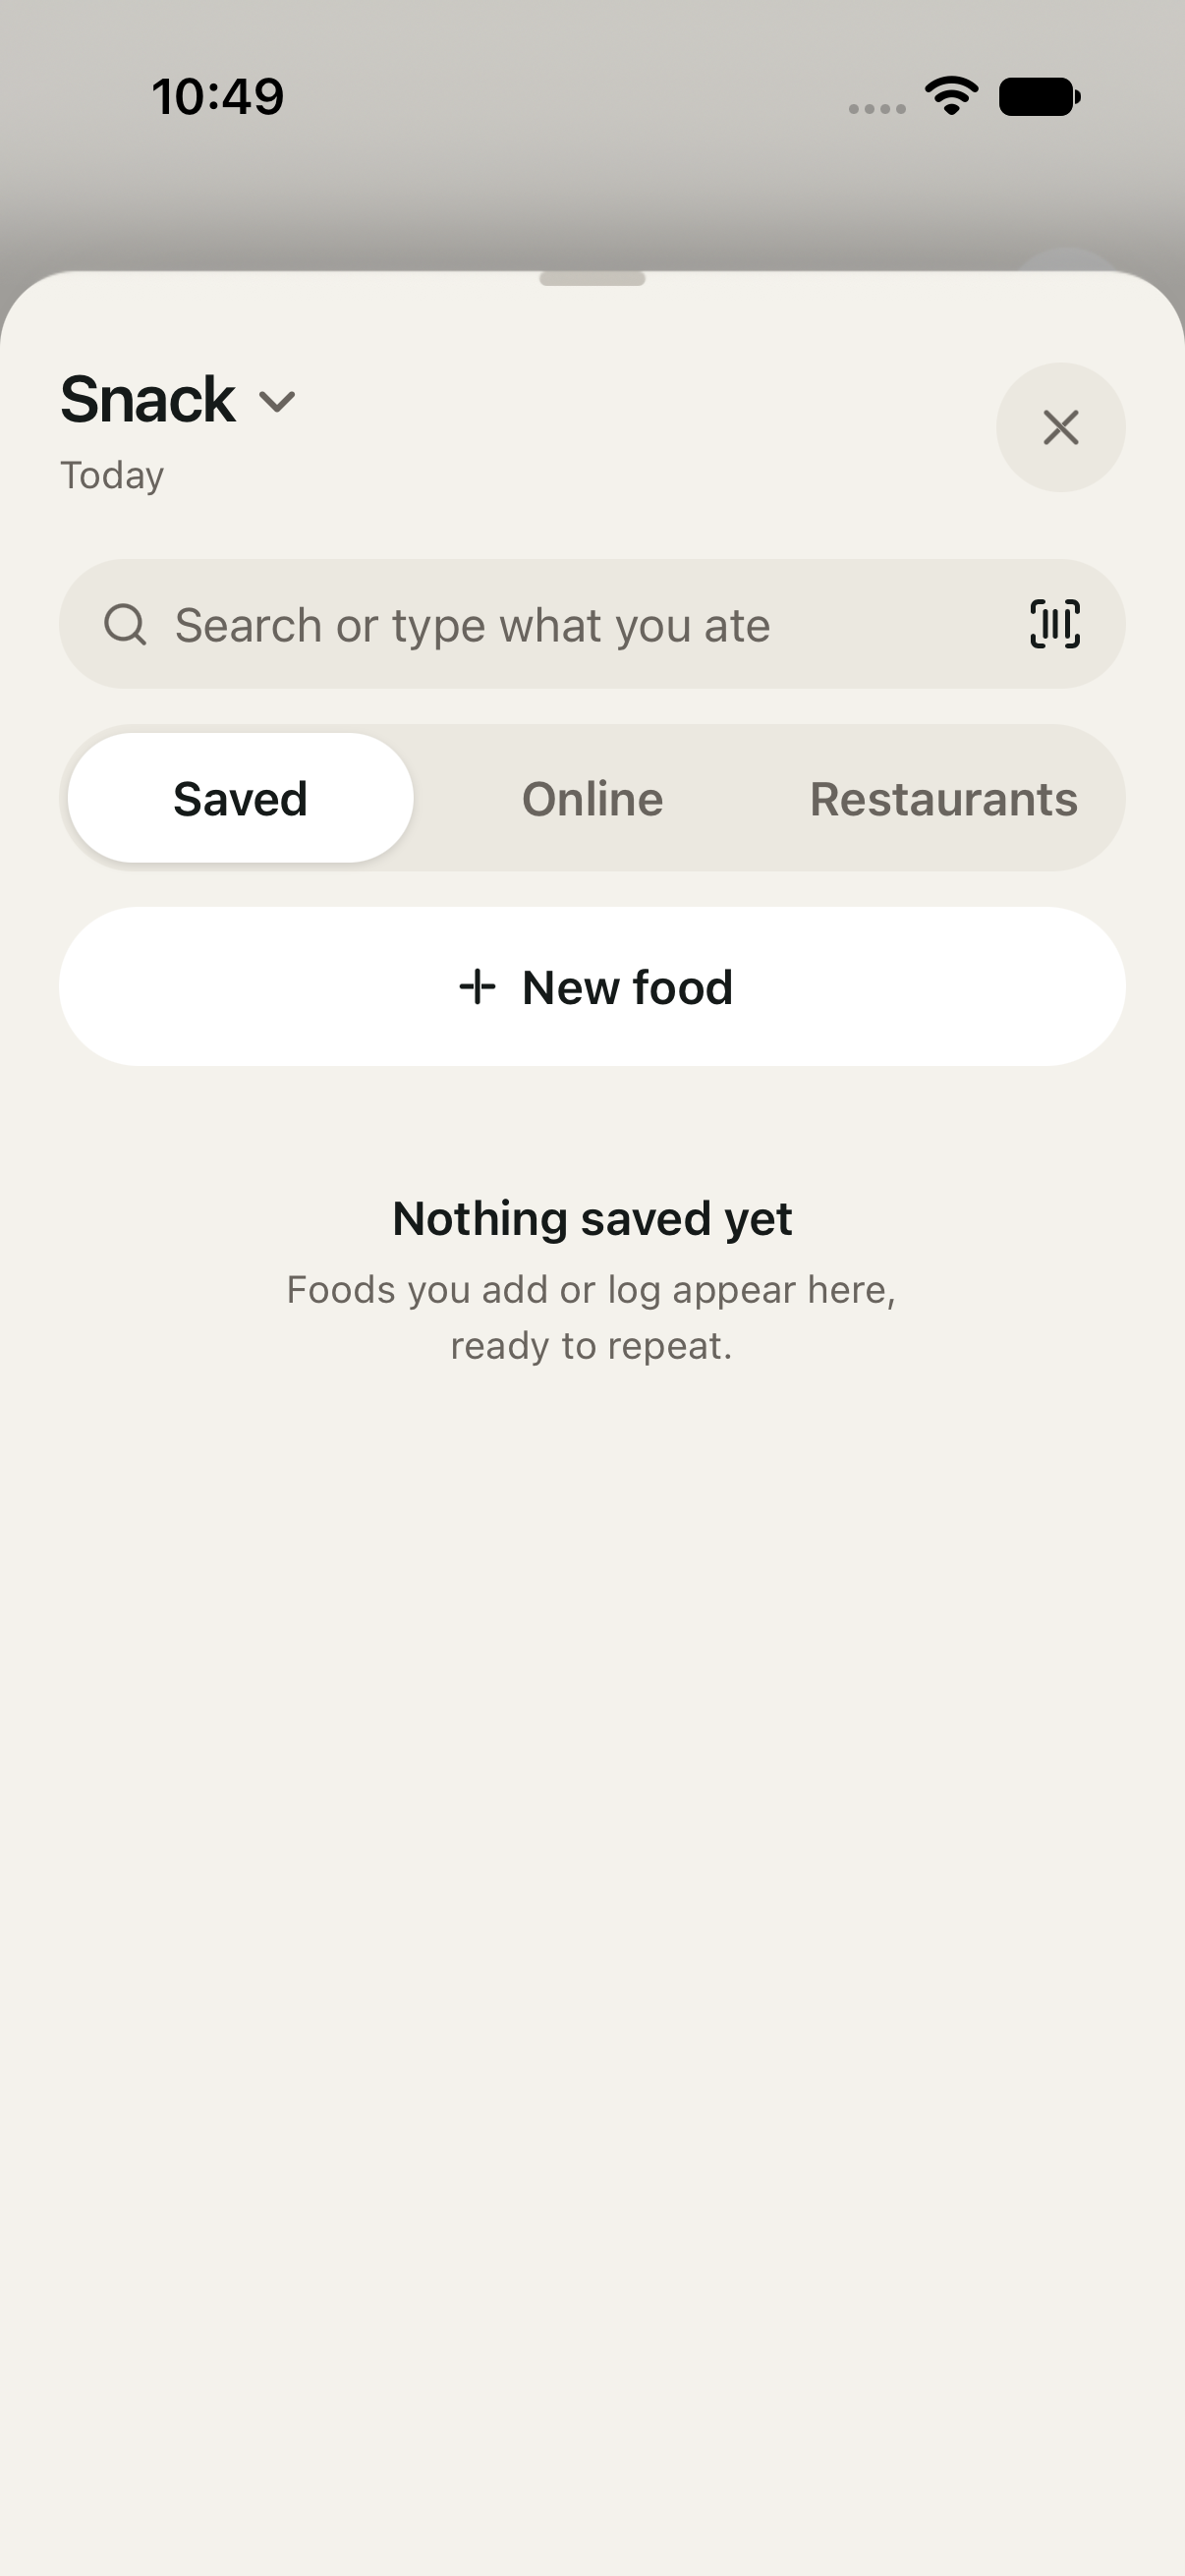 10:49
Snack
Today
Search or type what you ate
Saved
Online
Restaurants
New food
Nothing saved yet
Foods you add or log appear here,
ready to repeat.